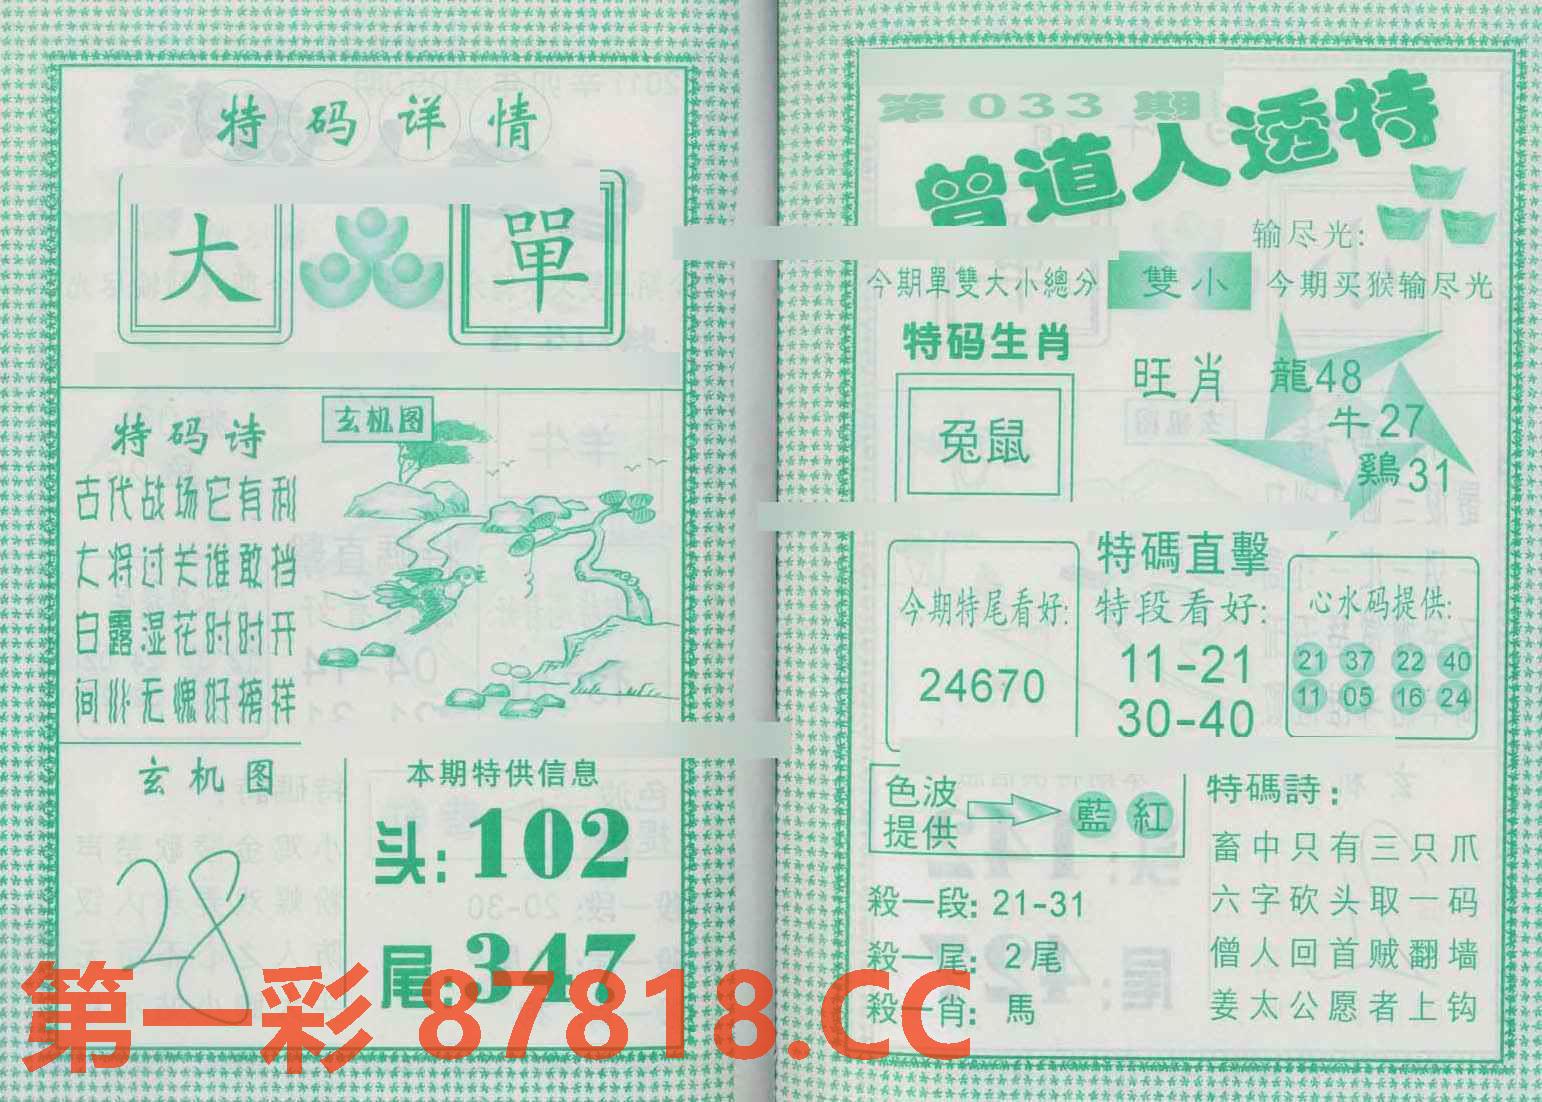 特码详情
大 單
特码诗
古代战场它有利
大将过关谁敢挡
白露湿花时时开
间卟无愧好榜样
玄机图
玄机图
28
本期特供信息
头: 102
尾: 347
第033期
曾道人透特
输尽光:
今期單雙大小總分 雙小 今期买猴输尽光
特码生肖
兔鼠
旺肖 龍48
牛27
鷄31
今期特尾看好:
24670
特碼直擊
特段看好:
11-21
30-40
心水码提供:
21 37 22 40
11 05 16 24
色波提供 藍 紅
殺一段: 21-31
殺一尾: 2尾
殺一肖: 馬
特碼詩:
畜中只有三只爪
六字砍头取一码
僧人回首贼翻墙
姜太公愿者上钩
第一彩 87818.CC